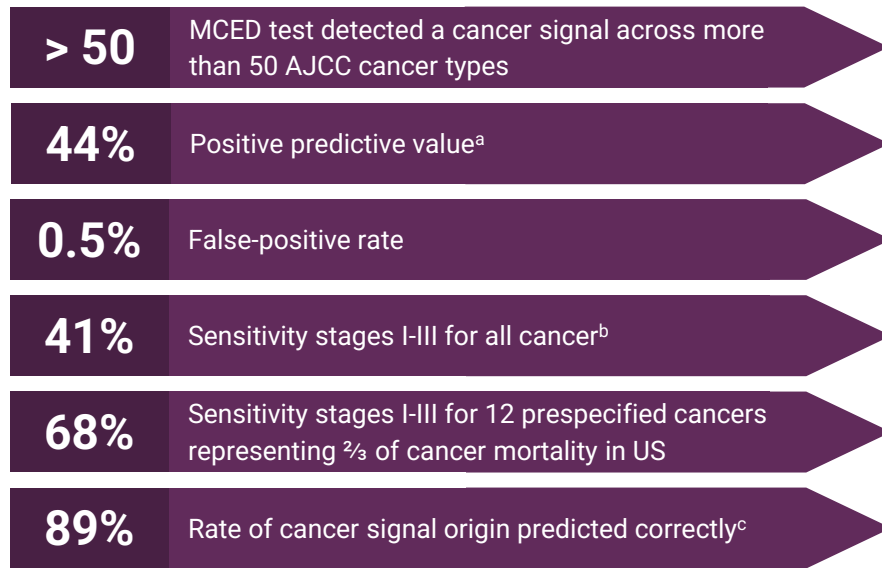 > 50
MCED test detected a cancer signal across more
than 50 AJCC cancer types
44%
Positive predictive valueᵃ
0.5%
False-positive rate
41%
Sensitivity stages I-III for all cancerᵇ
68%
Sensitivity stages I-III for 12 prespecified cancers
representing ⅔ of cancer mortality in US
89%
Rate of cancer signal origin predicted correctlyᶜ